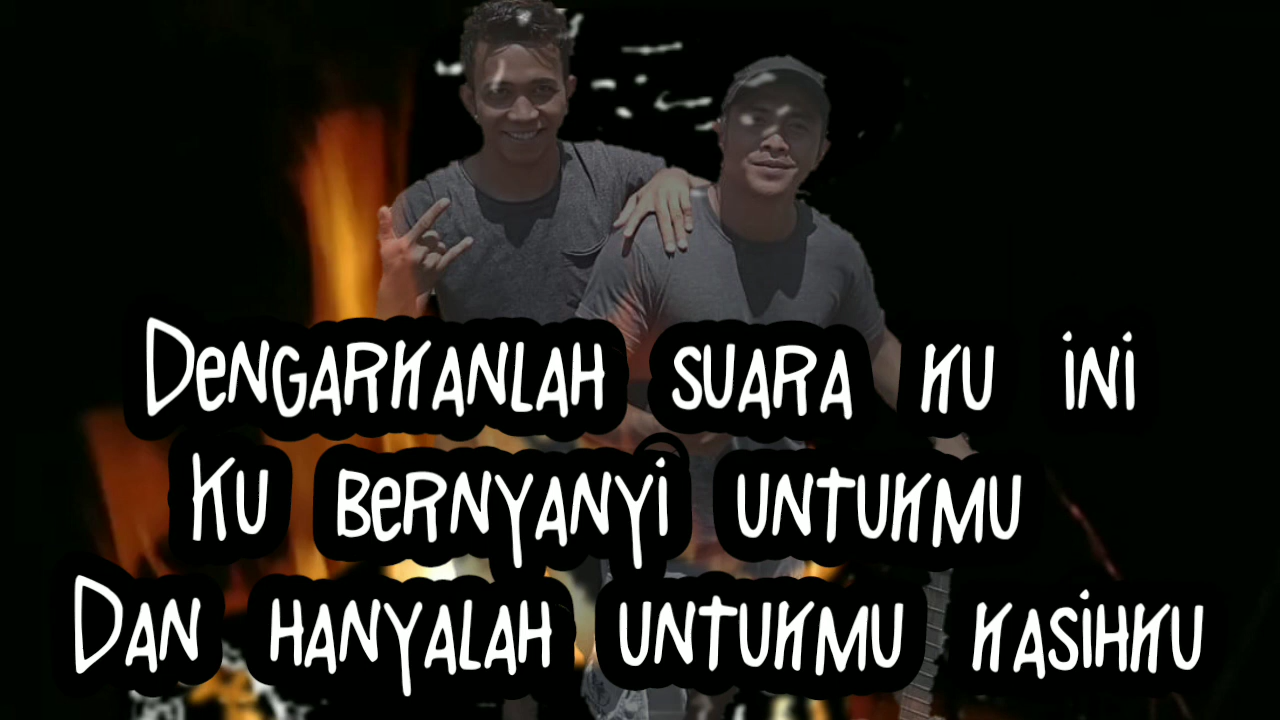 Dengarkanlah suara ku ini
Ku bernyanyi untukmu
Dan hanyalah untukmu kasihku